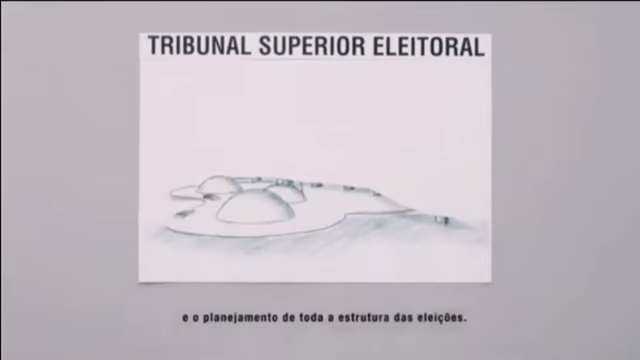 TRIBUNAL SUPERIOR ELEITORAL
e o planejamento de toda a estrutura das eleições.